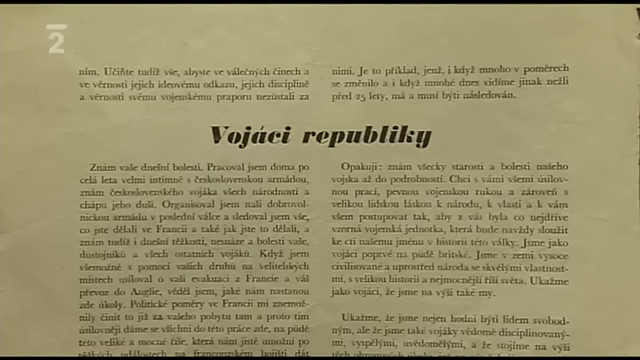 2
ním. Učiňte tudíž vše, abyste ve válečných činech a
ve věrnosti jejich ideovému odkazu, jejich disciplině
a věrnosti svému vojenskému praporu nezůstali za
nimi. Je to příklad, jenž, i když mnoho v poměrech
se změnilo a i když mnohé dnes vidíme jinak nežli
před 25 lety, má a musí býti následován.
Vojáci republiky
Znám vaše dnešní bolesti. Pracoval jsem doma po
celá leta velmi intimně s československou armádou,
znám československého vojáka všech národností a
chápu jeho duši. Organisoval jsem naši dobrovol-
nickou armádu v poslední válce a sledoval jsem vše,
co jste dělali ve Francii a také jak jste to dělali, a
znám tudíž i dnešní těžkosti, nesnáze a bolesti vaše,
důstojníků a všech ostatních vojáků. Když jsem
všemožně s pomocí vašich druhů na velitelských
místech usiloval o vaši evakuaci z Francie a váš
převoz do Anglie, věděl jsem, jaké nám nastanou
zde úkoly. Politické poměry ve Francii mi znemož-
nily činit to již za vašeho pobytu tam a proto tím
úsilovněji dáme se všichni do této práce zde, na půdě
této veliké a mocné říše, která nám jistě umožní po
těžkých událostech na francouzském bojišti dát
Opakuji: znám všecky starosti a bolesti našeho
vojska až do podrobností. Chci s vámi všemi úsilov-
nou prací, pevnou vojenskou rukou a zároveň s
velikou lidskou láskou k národu, k vlasti a k vám
všem postupovat tak, aby z vás byla co nejdříve
vzorná vojenská jednotka, která bude navždy sloužit
ke cti našemu jménu v historii této války. Jsme jako
vojáci poprvé na půdě britské. Jsme v zemi vysoce
civilisované a uprostřed národa se skvělými vlastnost-
mi, s velikou historií a nejmocnější říší světa. Ukažme
jako vojáci, že jsme na výši také my.
Ukažme, že jsme nejen hodni býti lidem svobod-
ným, ale že jsme také vojáky vědomě disciplinovaný-
mi, vyspělými, uvědomělými, a že stojíme na výši
těch